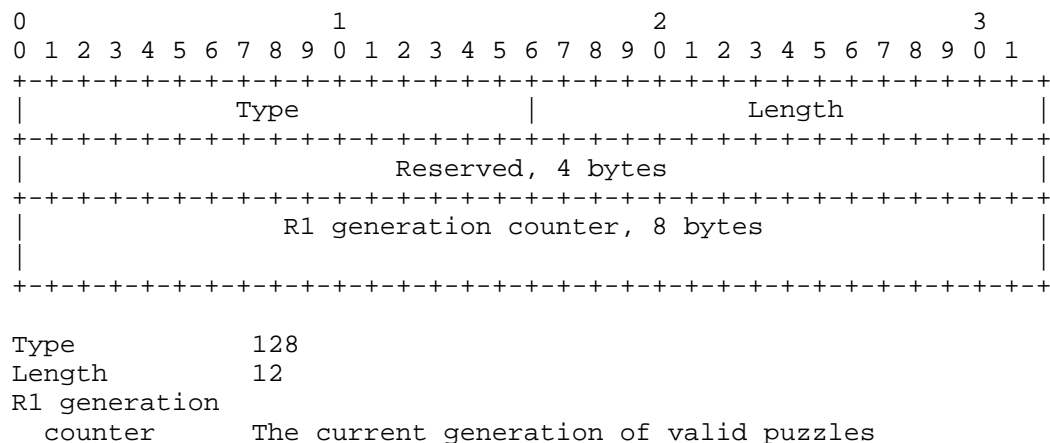 0                   1                   2                   3
0 1 2 3 4 5 6 7 8 9 0 1 2 3 4 5 6 7 8 9 0 1 2 3 4 5 6 7 8 9 0 1
+-+-+-+-+-+-+-+-+-+-+-+-+-+-+-+-+-+-+-+-+-+-+-+-+-+-+-+-+-+-+-+-+
|             Type              |             Length            |
+-+-+-+-+-+-+-+-+-+-+-+-+-+-+-+-+-+-+-+-+-+-+-+-+-+-+-+-+-+-+-+-+
|                       Reserved, 4 bytes                       |
+-+-+-+-+-+-+-+-+-+-+-+-+-+-+-+-+-+-+-+-+-+-+-+-+-+-+-+-+-+-+-+-+
|                R1 generation counter, 8 bytes                 |
|                                                               |
+-+-+-+-+-+-+-+-+-+-+-+-+-+-+-+-+-+-+-+-+-+-+-+-+-+-+-+-+-+-+-+-+
Type           128
Length         12
R1 generation
  counter      The current generation of valid puzzles